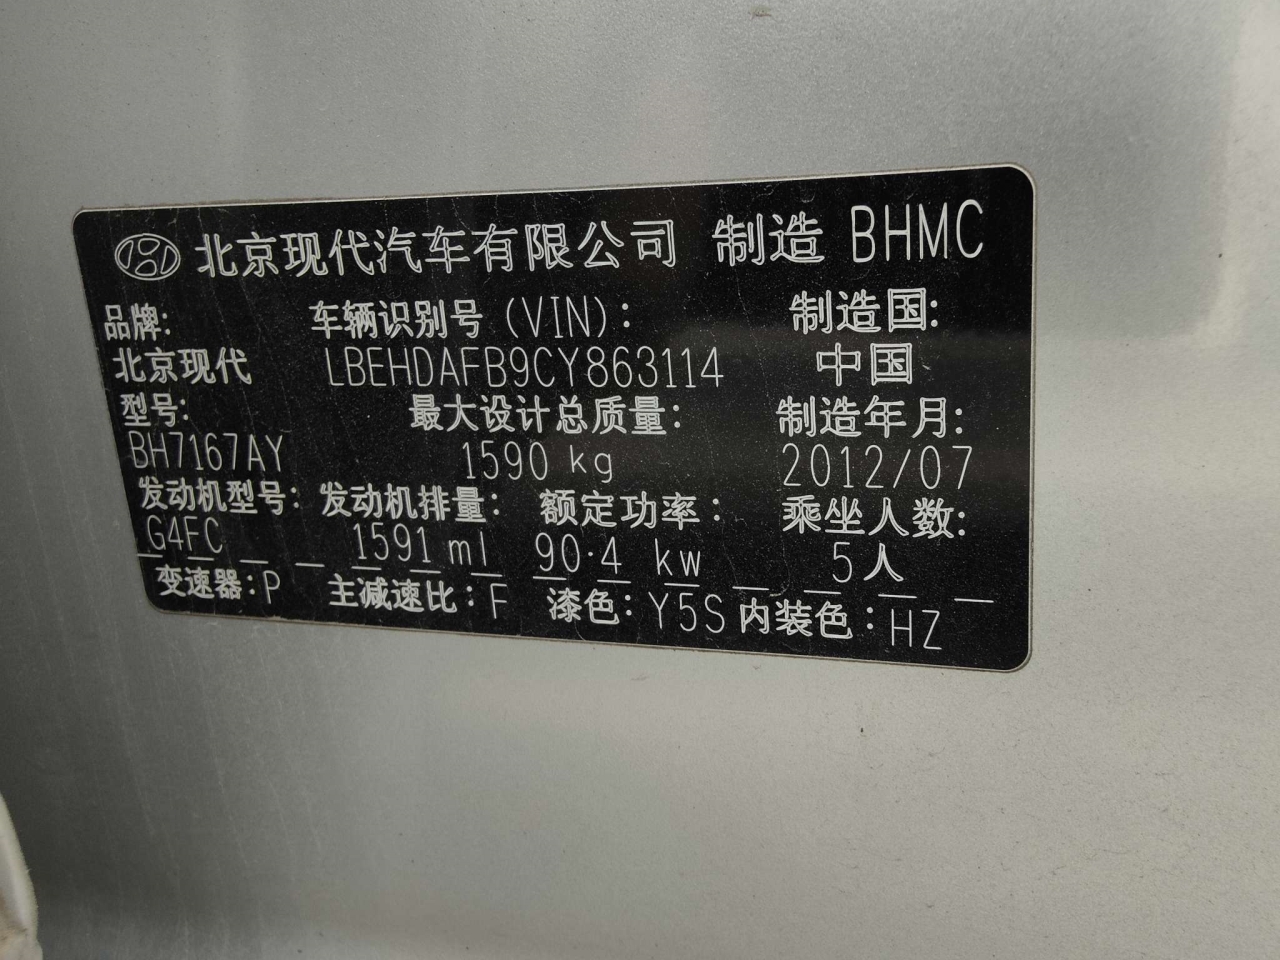 北京现代汽车有限公司 制造 BHMC
品牌: 车辆识别号 (VIN): 制造国:
北京现代 LBEHDAFB9CY863114 中国
型号: 最大设计总质量: 制造年月:
BH7167AY 1590 kg 2012/07
发动机型号: 发动机排量: 额定功率: 乘坐人数:
G4FC 1591 ml 90.4 kw 5人
变速器:P 主减速比:F 漆色:Y5S 内装色:HZ